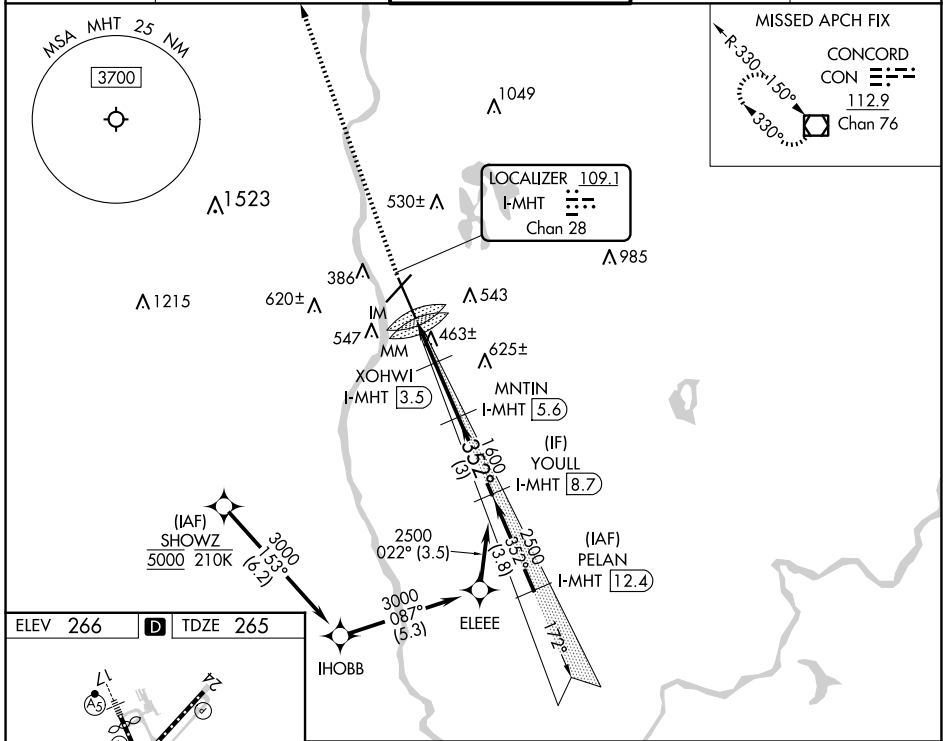 MSA MHT 25 NM
3700
MISSED APCH FIX
CONCORD
CON
112.9
Chan 76
R-330
150°
330°
1049
LOCALIZER 109.1
I-MHT
Chan 28
1523
530±
985
386
1215
620±
543
IM
547
463±
MM
625±
XOHWI
I-MHT 3.5
MNTIN
I-MHT 5.6
1600
352°
(3)
(IF)
YOULL
I-MHT 8.7
(IAF)
SHOWZ
5000 210K
3000
153°
(6.2)
2500
022° (3.5)
2500
352°
(3.8)
(IAF)
PELAN
I-MHT 12.4
3000
087°
(5.3)
ELEEE
172°
IHOBB
ELEV 266
D
TDZE 265
17
24
A5
P